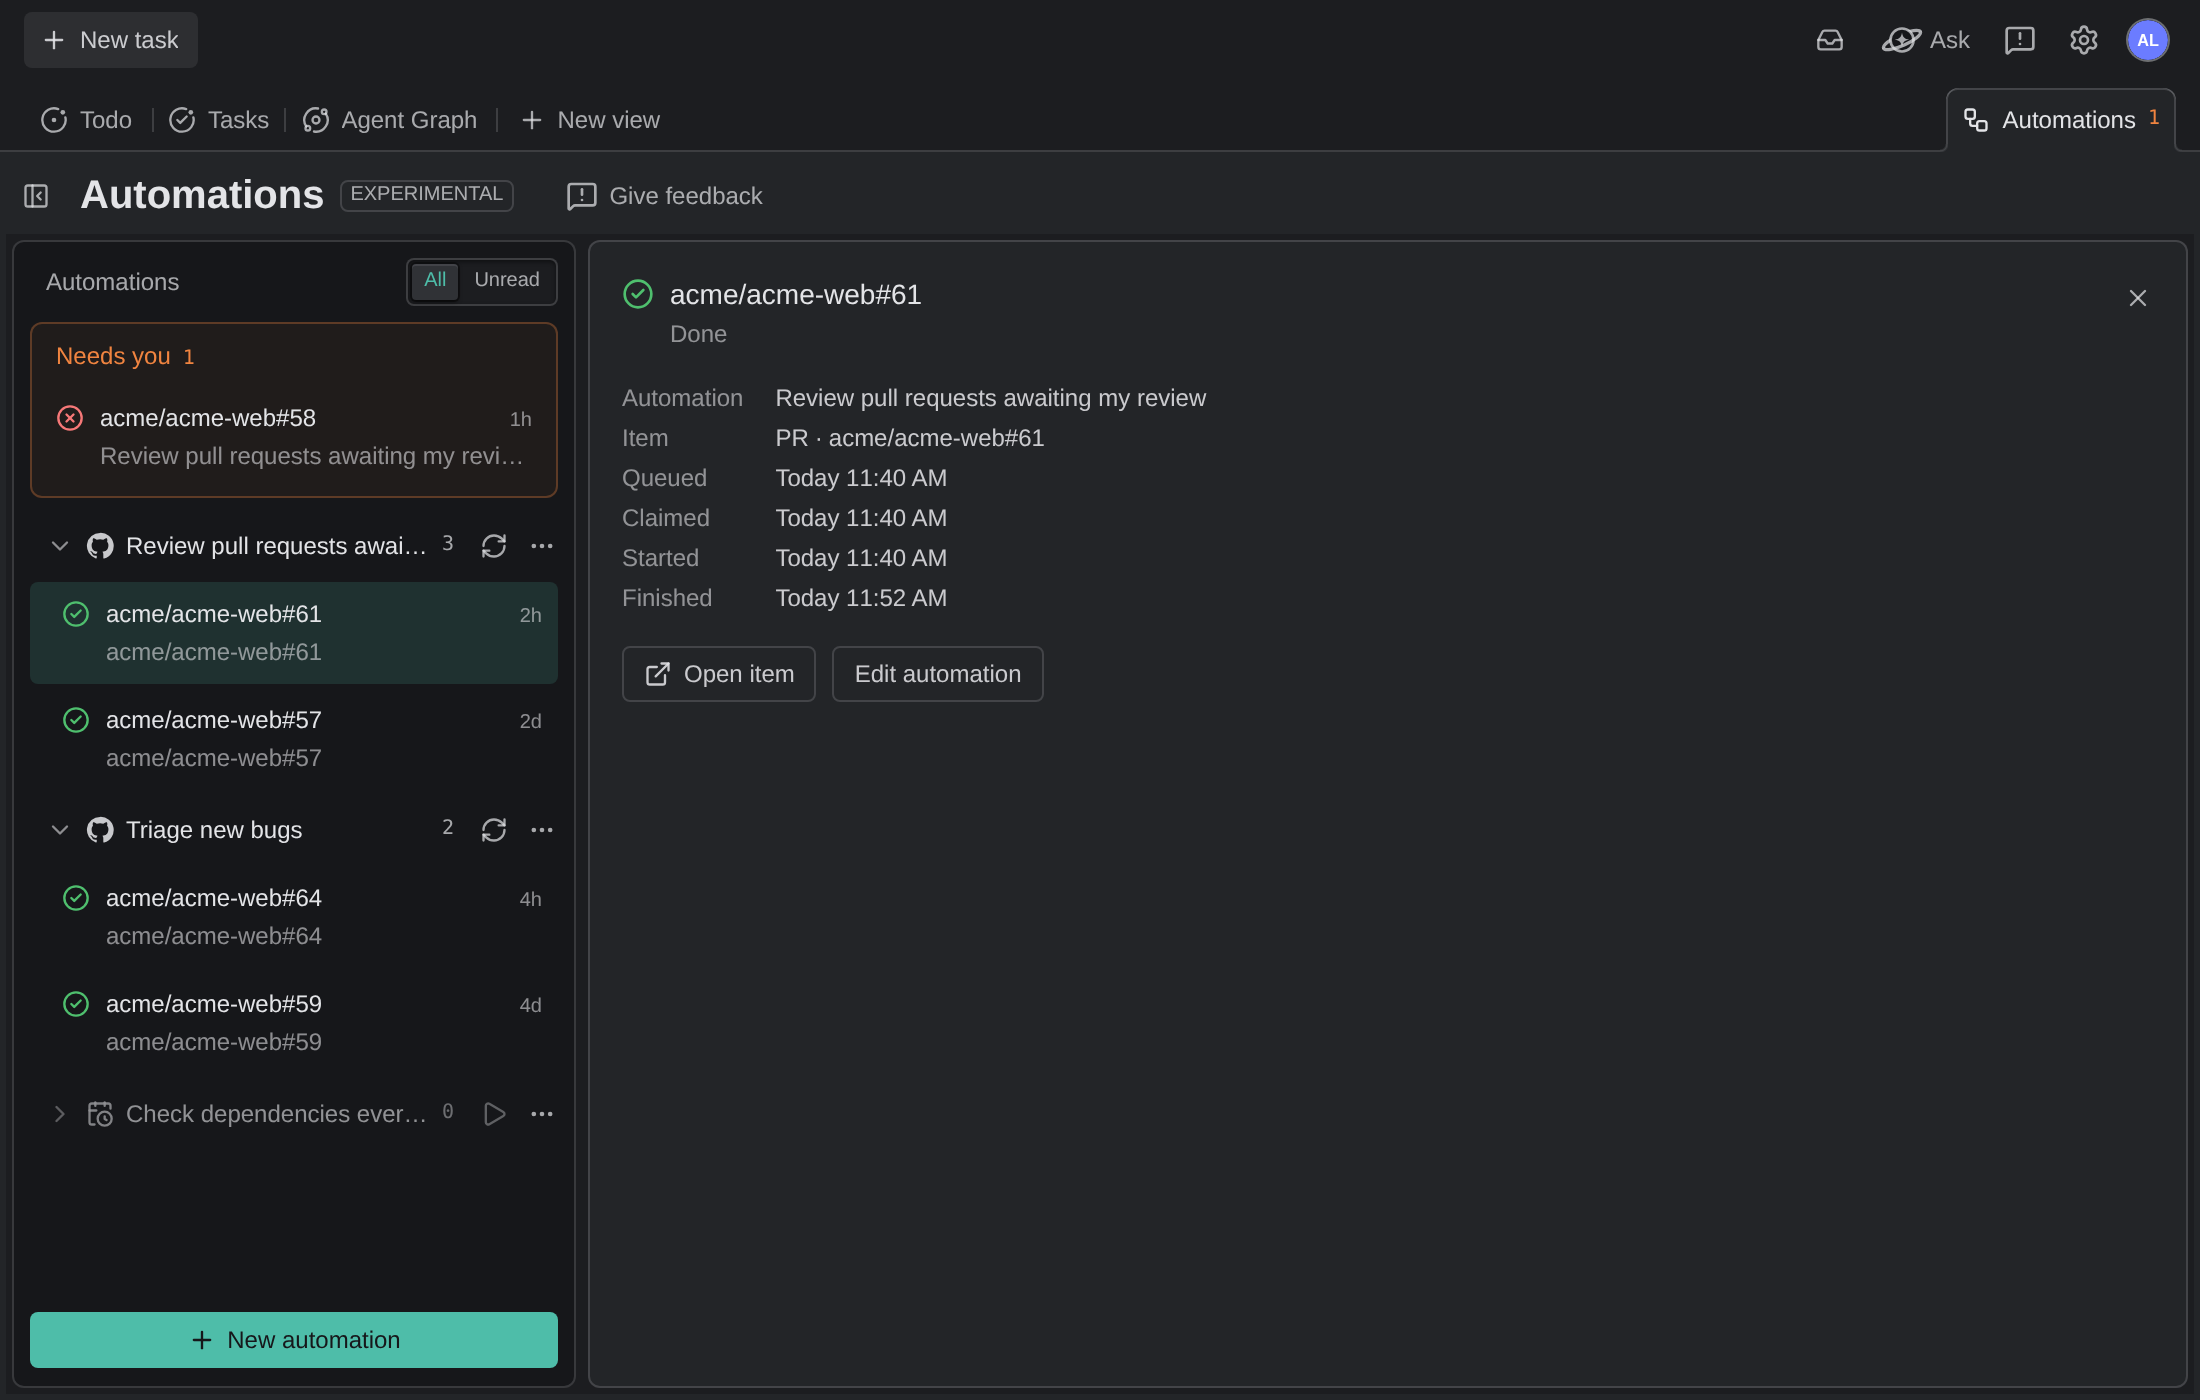 New task
Ask
AL
Todo
Tasks
Agent Graph
New view
Automations 1
Automations
EXPERIMENTAL
Give feedback
Automations
All
Unread
Needs you 1
acme/acme-web#58 1h
Review pull requests awaiting my revi…
Review pull requests awai… 3
acme/acme-web#61 2h
acme/acme-web#61
acme/acme-web#57 2d
acme/acme-web#57
Triage new bugs 2
acme/acme-web#64 4h
acme/acme-web#64
acme/acme-web#59 4d
acme/acme-web#59
Check dependencies ever… 0
New automation
acme/acme-web#61
Done
Automation Review pull requests awaiting my review
Item PR · acme/acme-web#61
Queued Today 11:40 AM
Claimed Today 11:40 AM
Started Today 11:40 AM
Finished Today 11:52 AM
Open item
Edit automation